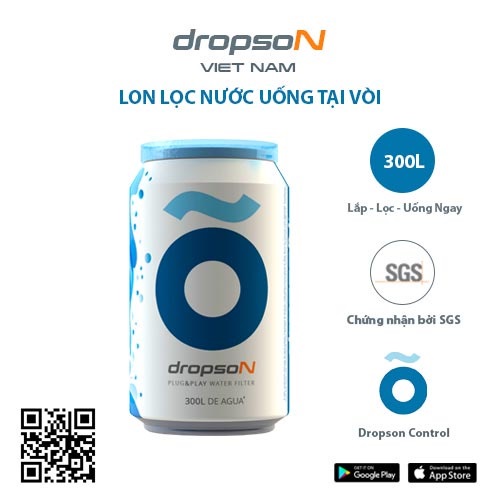 dropsoN
VIET NAM
LON LỌC NƯỚC UỐNG TẠI VÒI
300L
Lắp - Lọc - Uống Ngay
SGS
Chứng nhận bởi SGS
õ
dropsoN
PLUG&PLAY WATER FILTER
300L DE AGUA*
õ
Dropson Control
GET IT ON
Google Play
Download on the
App Store